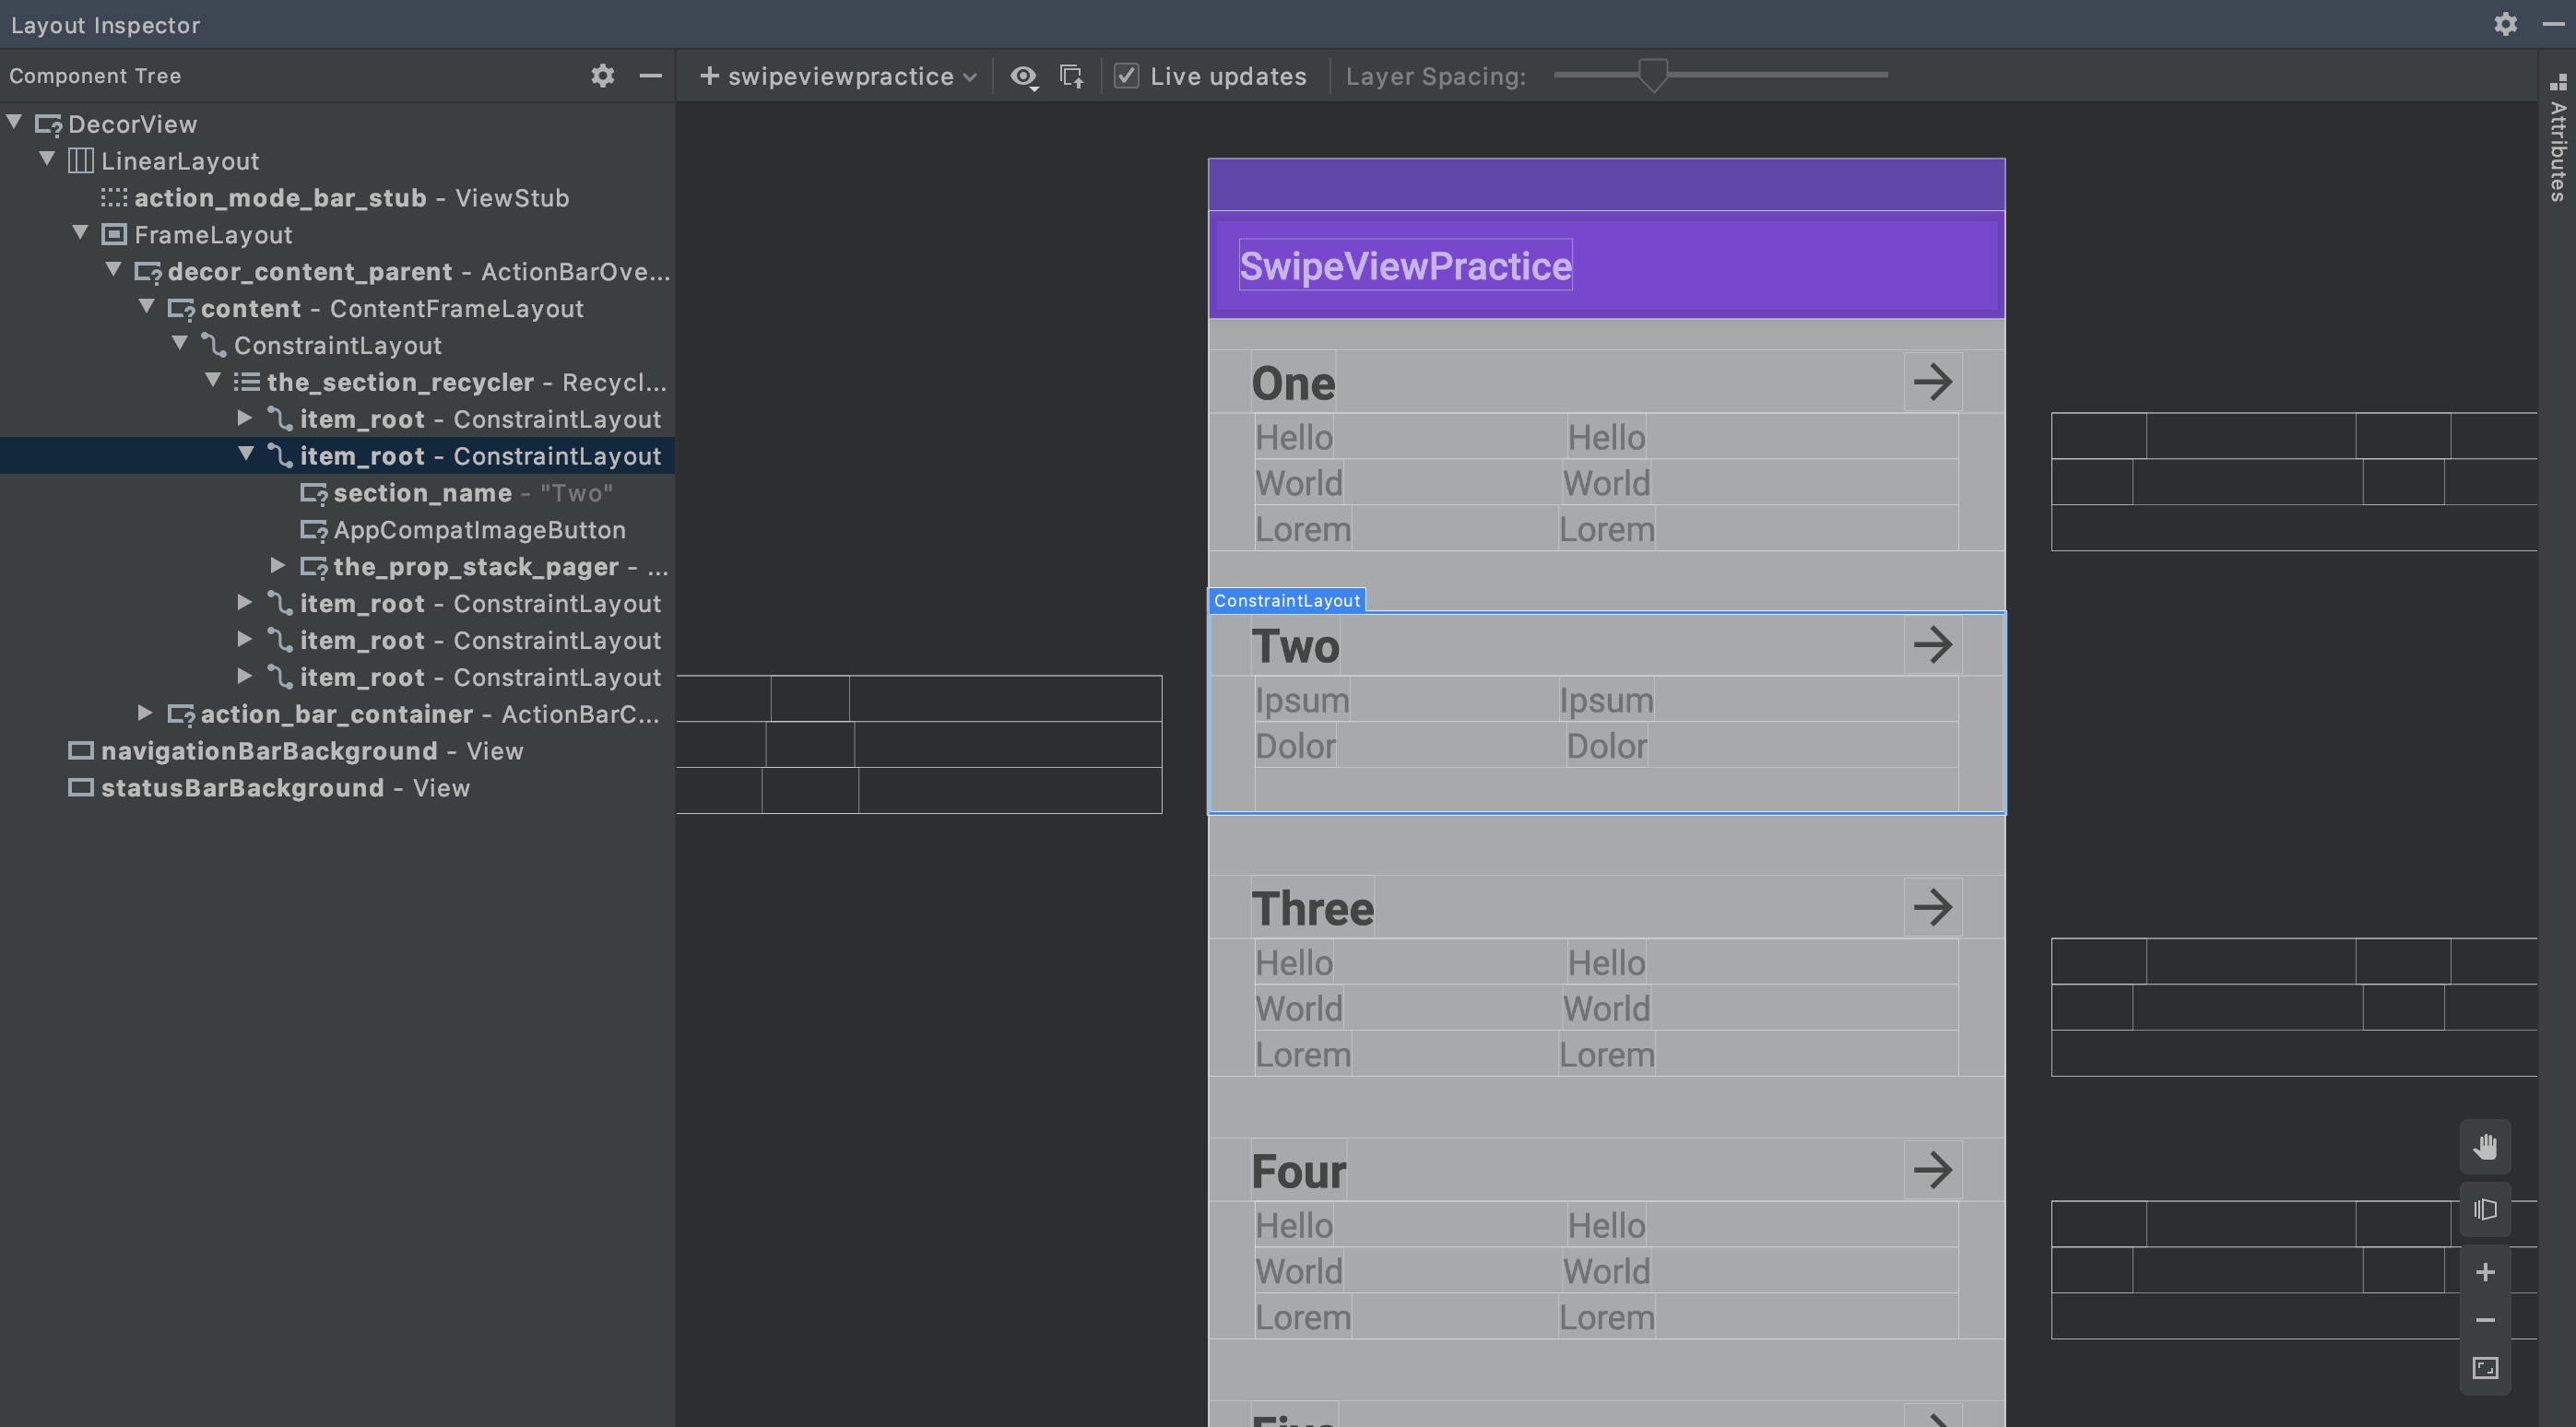 Layout Inspector
Component Tree
swipeviewpractice
Live updates
Layer Spacing:
Attributes
DecorView
LinearLayout
action_mode_bar_stub - ViewStub
FrameLayout
decor_content_parent - ActionBarOve...
content - ContentFrameLayout
ConstraintLayout
the_section_recycler - Recycl...
item_root - ConstraintLayout
item_root - ConstraintLayout
section_name - "Two"
AppCompatImageButton
the_prop_stack_pager - ...
item_root - ConstraintLayout
item_root - ConstraintLayout
item_root - ConstraintLayout
action_bar_container - ActionBarC...
navigationBarBackground - View
statusBarBackground - View
SwipeViewPractice
One
Hello Hello
World World
Lorem Lorem
ConstraintLayout
Two
Ipsum Ipsum
Dolor Dolor
Three
Hello Hello
World World
Lorem Lorem
Four
Hello Hello
World World
Lorem Lorem
Five